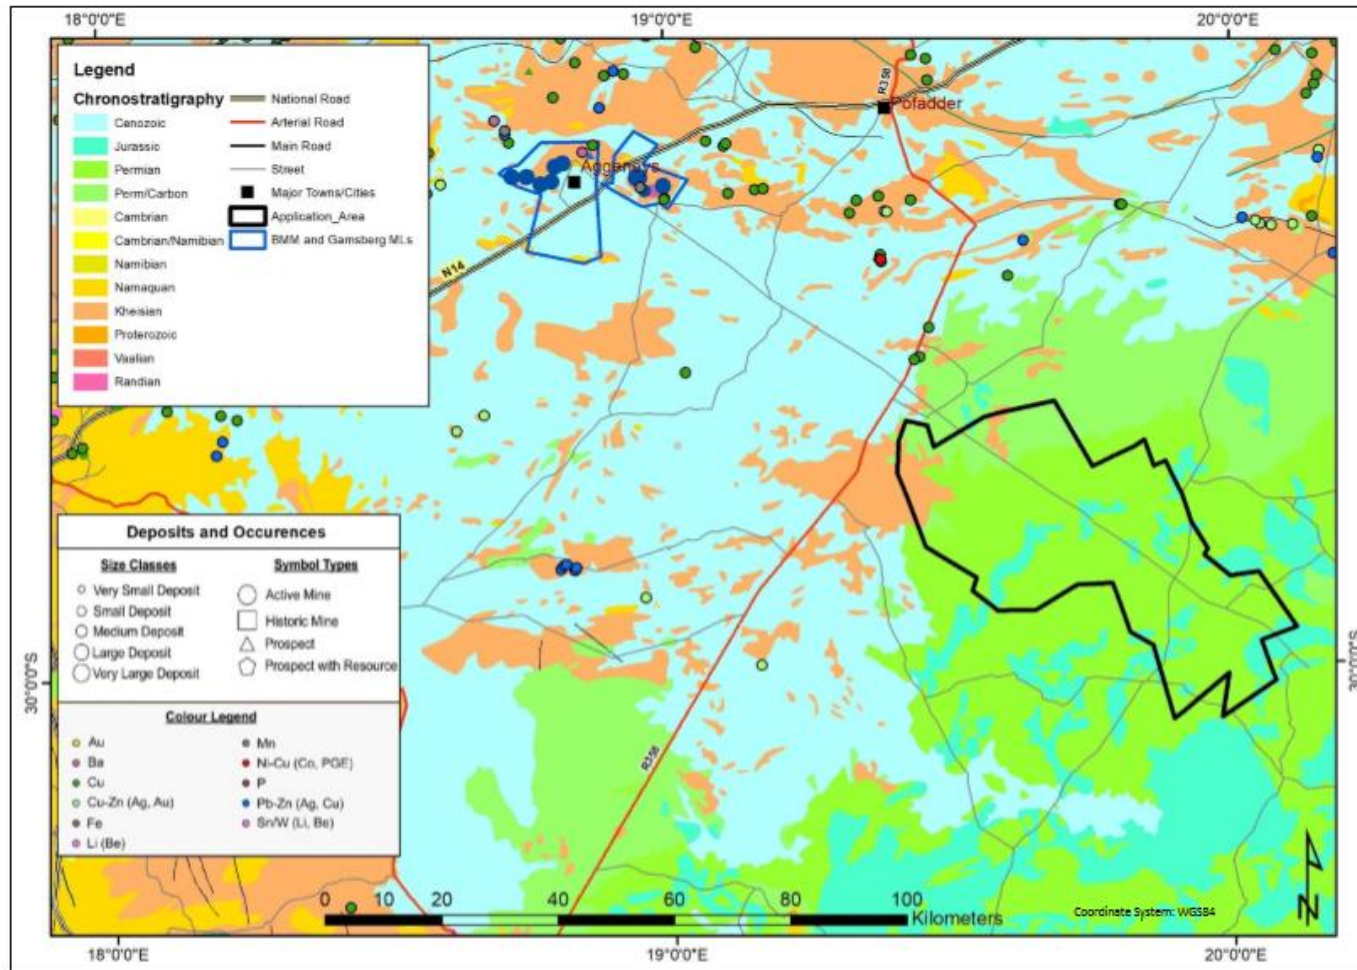 18°0'0"E
19°0'0"E
20°0'0"E
Legend
Chronostratigraphy
Cenozoic
Jurassic
Permian
Perm/Carbon
Cambrian
Cambrian/Namibian
Namibian
Namaquan
Kheisian
Proterozoic
Vaalian
Randian
National Road
Arterial Road
Main Road
Street
Major Towns/Cities
Application_Area
BMM and Gamsberg MLs
R358
Pofadder
Aggeneys
N14
Deposits and Occurences
Size Classes
Very Small Deposit
Small Deposit
Medium Deposit
Large Deposit
Very Large Deposit
Symbol Types
Active Mine
Historic Mine
Prospect
Prospect with Resource
Colour Legend
Au
Ba
Cu
Cu-Zn (Ag, Au)
Fe
Li (Be)
Mn
Ni-Cu (Co, PGE)
P
Pb-Zn (Ag, Cu)
Sn/W (Li, Be)
30°0'0"S
30°0'0"S
R358
0 20 40 60 80 100
Kilometers
Coordinate System: WGS84
N
18°0'0"E
19°0'0"E
20°0'0"E